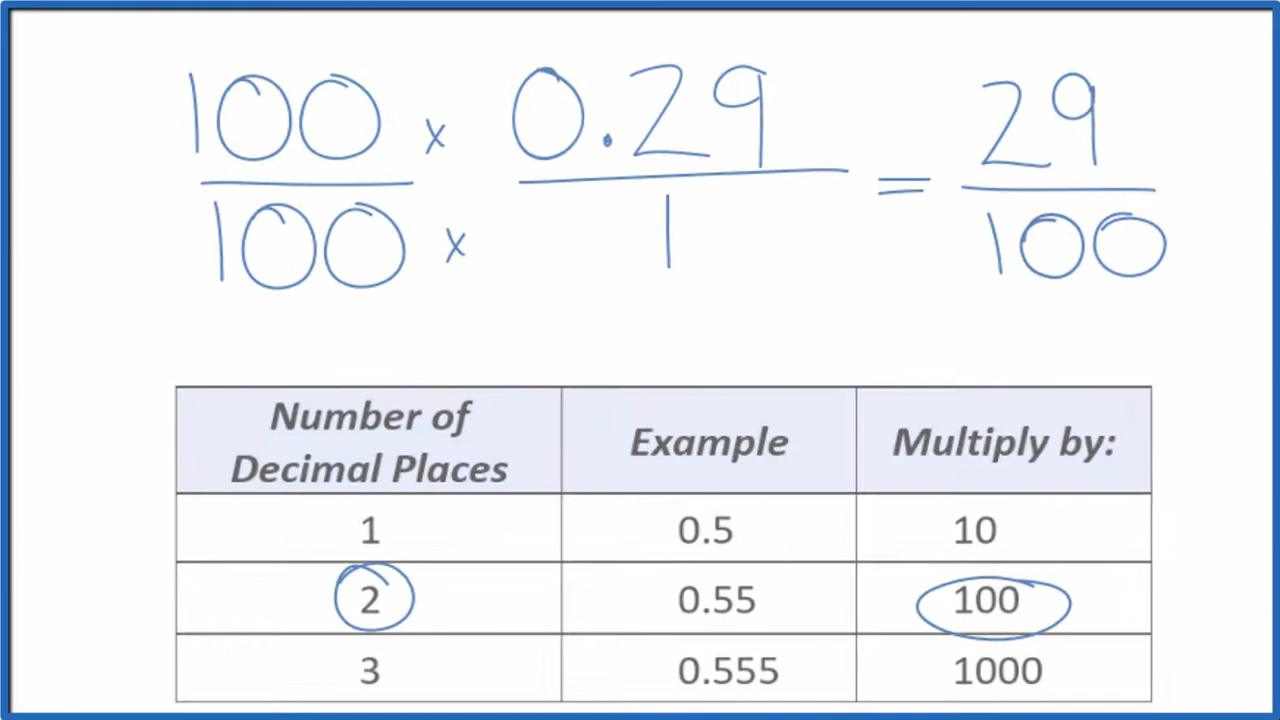 100 × 0.29 = 29
100 × 1 100
Number of Decimal Places Example Multiply by:
1 0.5 10
2 0.55 100
3 0.555 1000